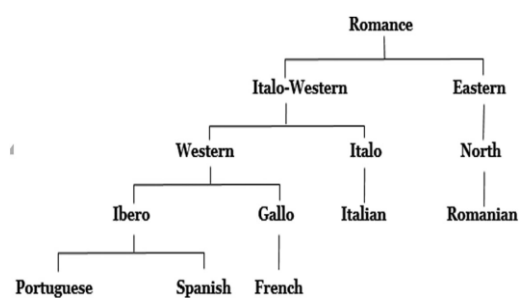 Romance
Italo-Western Eastern
Western Italo North
Ibero Gallo Italian Romanian
Portuguese Spanish French